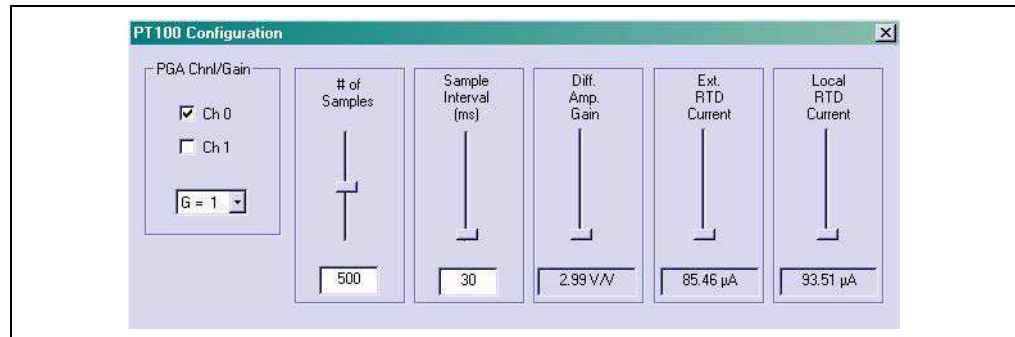 PT100 Configuration
PGA Chnl/Gain
Ch 0
Ch 1
G = 1
# of
Samples
500
Sample
Interval
(ms)
30
Diff.
Amp.
Gain
2.99 V/V
Ext.
RTD
Current
85.46 µA
Local
RTD
Current
93.51 µA